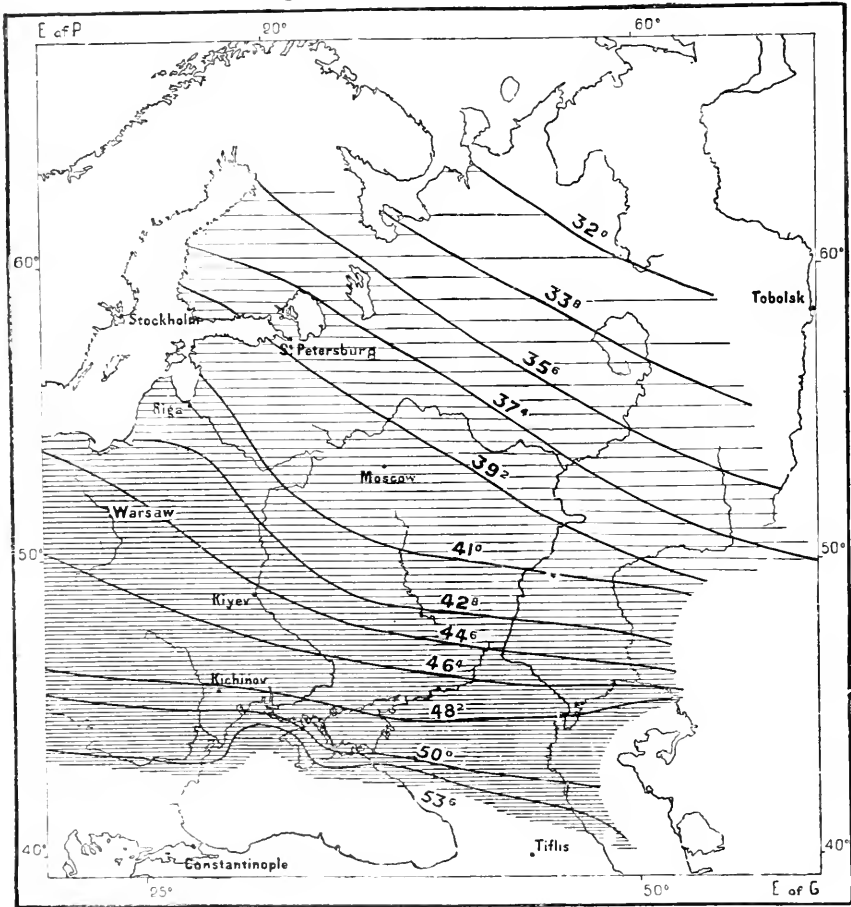 E of P 20° 60°
32°
60° 60°
33⁸
Tobolsk
Stockholm
Sᵗ Petersburg
35⁶
37⁴
Riga
39²
Moscow
Warsaw
41°
50° 50°
42⁸
Kiyev
44⁶
46⁴
Kichinov
48²
50°
53⁶
40° Tiflis 40°
Constantinople
25° 50° E of G